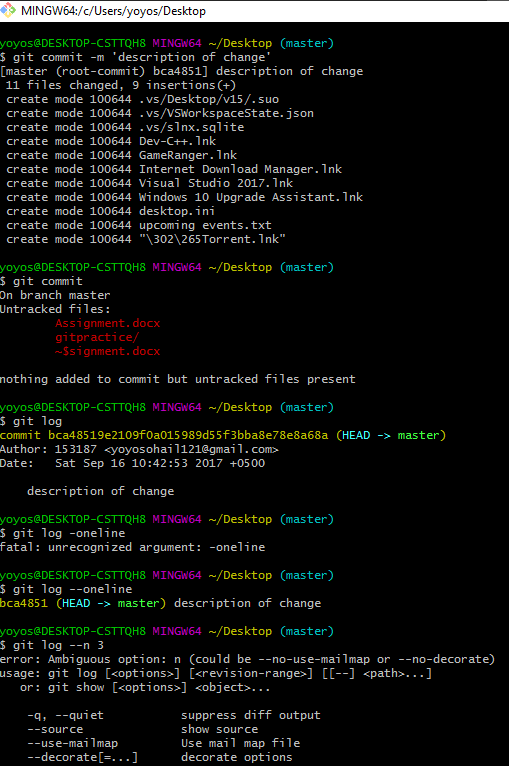 MINGW64:/c/Users/yoyos/Desktop
yoyos@DESKTOP-CSTTQH8 MINGW64 ~/Desktop (master)
$ git commit -m 'description of change'
[master (root-commit) bca4851] description of change
 11 files changed, 9 insertions(+)
 create mode 100644 .vs/Desktop/v15/.suo
 create mode 100644 .vs/VSWorkspaceState.json
 create mode 100644 .vs/slnx.sqlite
 create mode 100644 Dev-C++.lnk
 create mode 100644 GameRanger.lnk
 create mode 100644 Internet Download Manager.lnk
 create mode 100644 Visual Studio 2017.lnk
 create mode 100644 Windows 10 Upgrade Assistant.lnk
 create mode 100644 desktop.ini
 create mode 100644 upcoming events.txt
 create mode 100644 "\302\265Torrent.lnk"
yoyos@DESKTOP-CSTTQH8 MINGW64 ~/Desktop (master)
$ git commit
On branch master
Untracked files:
        Assignment.docx
        gitpractice/
        ~$signment.docx
nothing added to commit but untracked files present
yoyos@DESKTOP-CSTTQH8 MINGW64 ~/Desktop (master)
$ git log
commit bca48519e2109f0a015989d55f3bba8e78e8a68a (HEAD -> master)
Author: 153187 <yoyosohail121@gmail.com>
Date:   Sat Sep 16 10:42:53 2017 +0500
    description of change
yoyos@DESKTOP-CSTTQH8 MINGW64 ~/Desktop (master)
$ git log -oneline
fatal: unrecognized argument: -oneline
yoyos@DESKTOP-CSTTQH8 MINGW64 ~/Desktop (master)
$ git log --oneline
bca4851 (HEAD -> master) description of change
yoyos@DESKTOP-CSTTQH8 MINGW64 ~/Desktop (master)
$ git log --n 3
error: Ambiguous option: n (could be --no-use-mailmap or --no-decorate)
usage: git log [<options>] [<revision-range>] [[--] <path>...]
   or: git show [<options>] <object>...
    -q, --quiet           suppress diff output
    --source              show source
    --use-mailmap         Use mail map file
    --decorate[=...]      decorate options